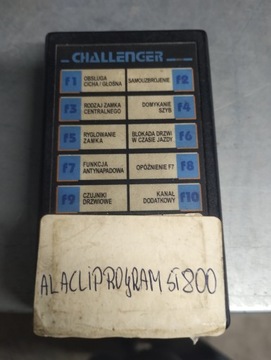 CHALLENGER
F1 OBSŁUGA CICHA / GŁOŚNA
SAMOUZBROJENIE F2
F3 RODZAJ ZAMKA CENTRALNEGO
DOMYKANIE SZYB F4
F5 RYGLOWANIE ZAMKA
BLOKADA DRZWI W CZASIE JAZDY F6
F7 FUNKCJA ANTYNAPADOWA
OPÓŹNIENIE F7 F8
F9 CZUJNIKI DRZWIOWE
KANAŁ DODATKOWY F10
ALACLIPROGRAM 5T800